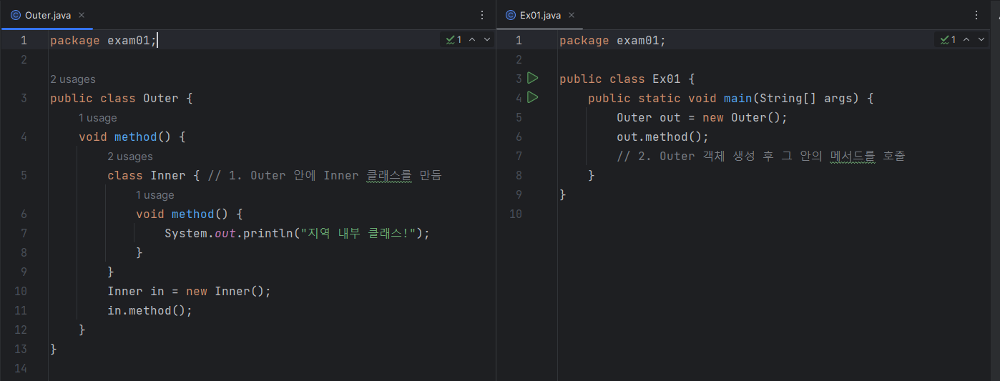 Outer.java
1 package exam01;
1
2
2 usages
3 public class Outer {
1 usage
4 void method() {
2 usages
5 class Inner { // 1. Outer 안에 Inner 클래스를 만듬
1 usage
6 void method() {
7 System.out.println("지역 내부 클래스!");
8 }
9 }
10 Inner in = new Inner();
11 in.method();
12 }
13 }
14
Ex01.java
1 package exam01;
1
2
3 public class Ex01 {
4 public static void main(String[] args) {
5 Outer out = new Outer();
6 out.method();
7 // 2. Outer 객체 생성 후 그 안의 메서드를 호출
8 }
9 }
10